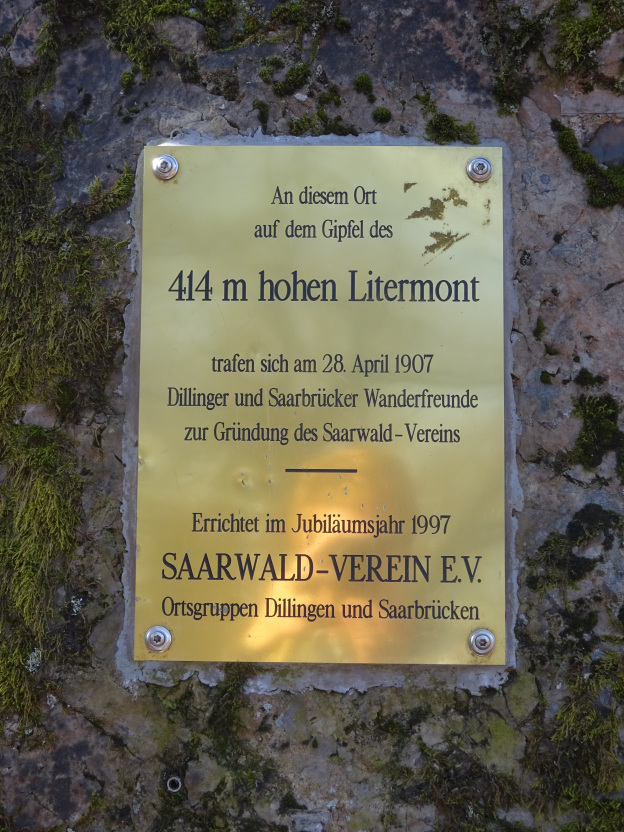 An diesem Ort
auf dem Gipfel des
414 m hohen Litermont
trafen sich am 28. April 1907
Dillinger und Saarbrücker Wanderfreunde
zur Gründung des Saarwald-Vereins
Errichtet im Jubiläumsjahr 1997
SAARWALD-VEREIN E.V.
Ortsgruppen Dillingen und Saarbrücken